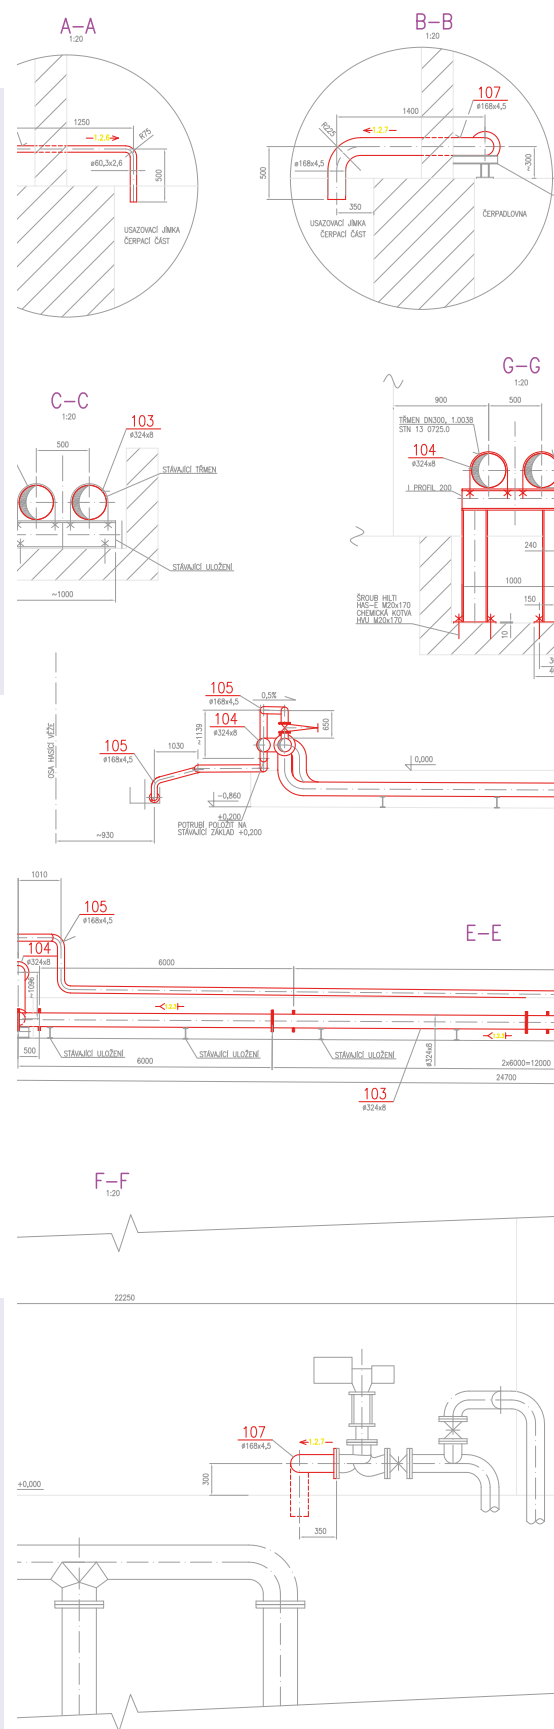 A-A
1:20
1250
1.2.6
R75
ø60,3x2,6
500
USAZOVACÍ JÍMKA
ČERPACÍ ČÁST
B-B
1:20
107
ø168x4,5
1400
1.2.7
R225
ø168x4,5
500
350
~300
USAZOVACÍ JÍMKA
ČERPACÍ ČÁST
ČERPADLOVNA
C-C
1:20
103
ø324x8
500
STÁVAJÍCÍ TŘMEN
STÁVAJÍCÍ ULOŽENÍ
~1000
G-G
1:20
900
500
TŘMEN DN300, 1.0038
STN 13 0725.0
104
ø324x8
I PROFIL 200
240
1000
150
ŠROUB HILTI
HAS-E M20x170
CHEMICKÁ KOTVA
HVU M20x170
10
OSA HASÍCÍ VĚŽE
105
ø168x4,5
0,5%
104
ø324x8
650
~1139
105
ø168x4,5
1030
0,000
-0,860
+0,200
POTRUBÍ POLOŽIT NA
STÁVAJÍCÍ ZÁKLAD +0,200
~930
1010
105
ø168x4,5
E-E
104
ø324x8
6000
~1096
500
STÁVAJÍCÍ ULOŽENÍ
STÁVAJÍCÍ ULOŽENÍ
STÁVAJÍCÍ ULOŽENÍ
ø324x8
6000
2x6000=12000
24700
103
ø324x8
F-F
1:20
22250
107
ø168x4,5
1.2.7
300
+0,000
350